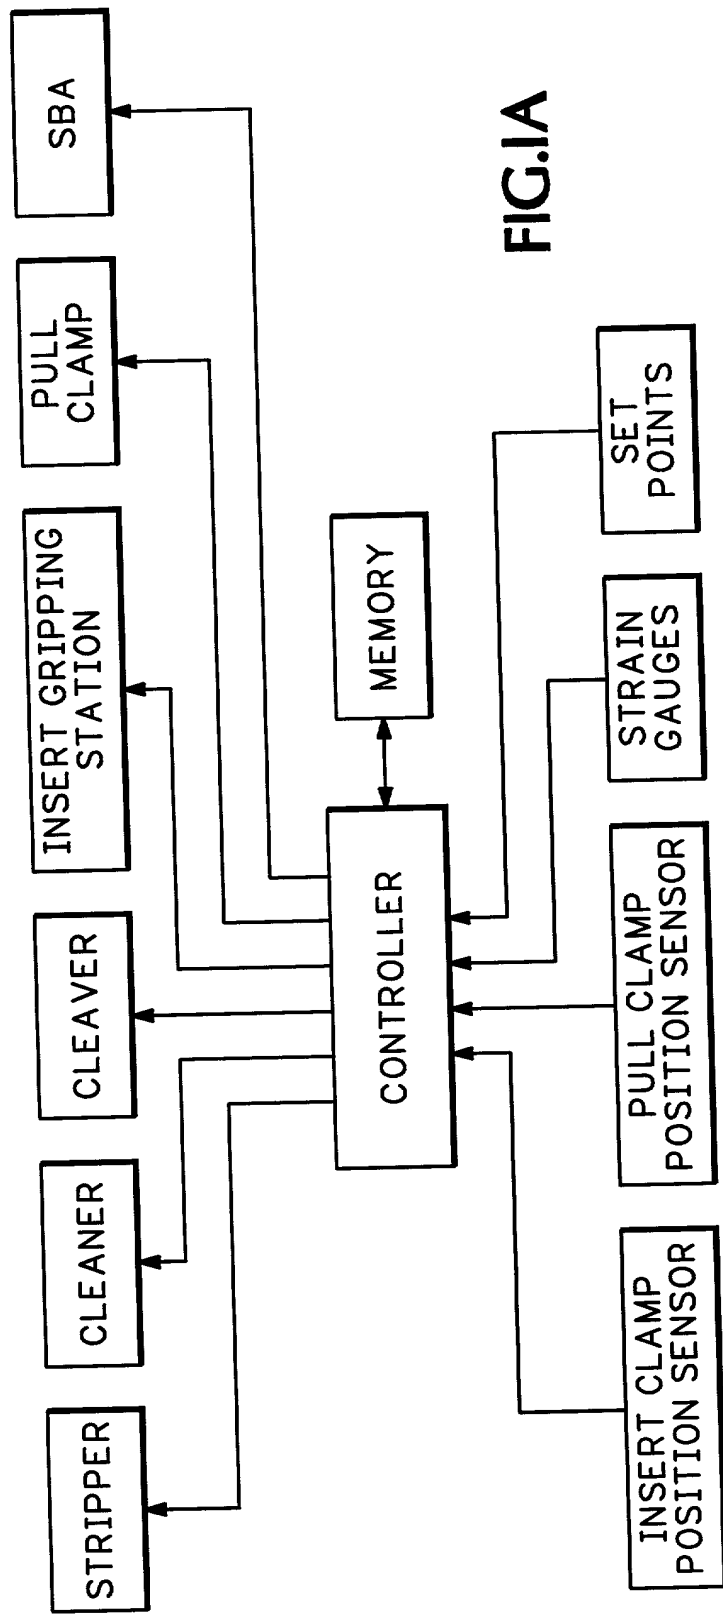 STRIPPER
CLEANER
CLEAVER
INSERT GRIPPING
STATION
PULL
CLAMP
SBA
CONTROLLER
MEMORY
INSERT CLAMP
POSITION SENSOR
PULL CLAMP
POSITION SENSOR
STRAIN
GAUGES
SET
POINTS
FIG.1A